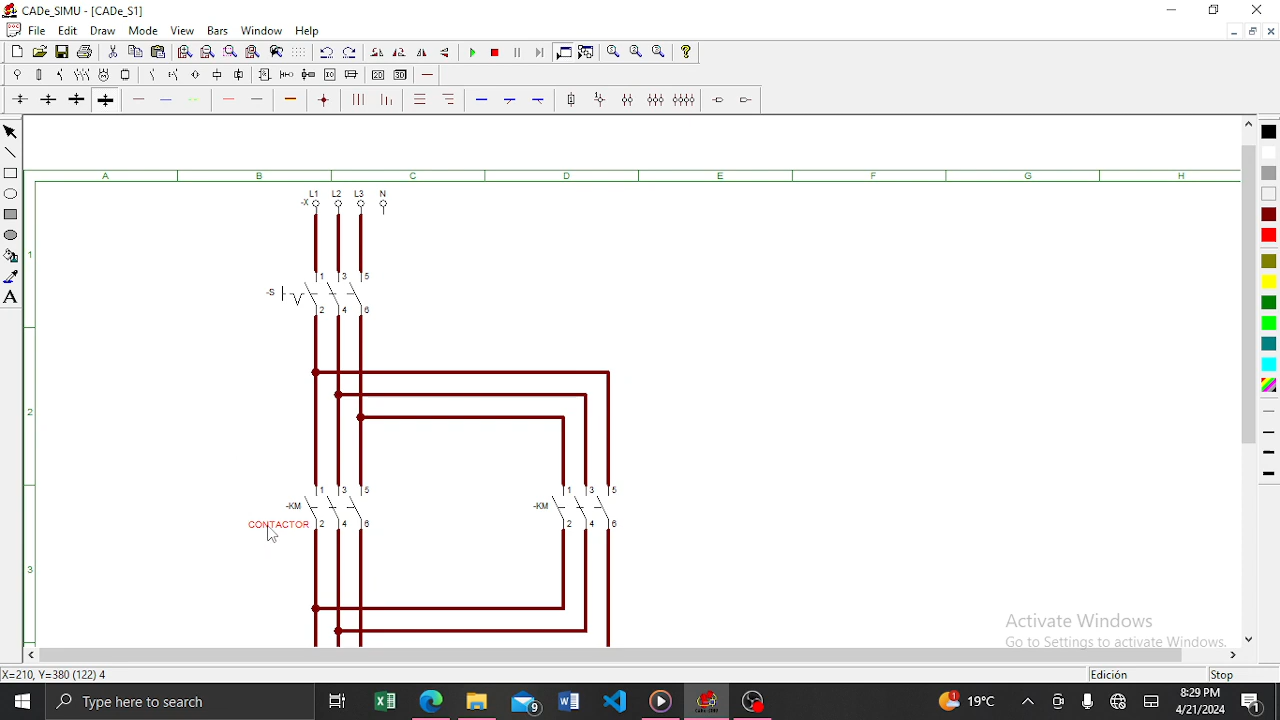 CADe_SIMU - [CADe_S1]
File Edit Draw Mode View Bars Window Help
A B C D E F G H
L1 L2 L3 N
-X
1
1 3 5
-S
2 4 6
2
1 3 5 1 3 5
-KM -KM
CONTACTOR 2 4 6 2 4 6
3
Activate Windows
Go to Settings to activate Windows.
X=210, Y=380 (122) 4 Edición Stop
Type here to search 9 1 19°C 8:29 PM
4/21/2024 1